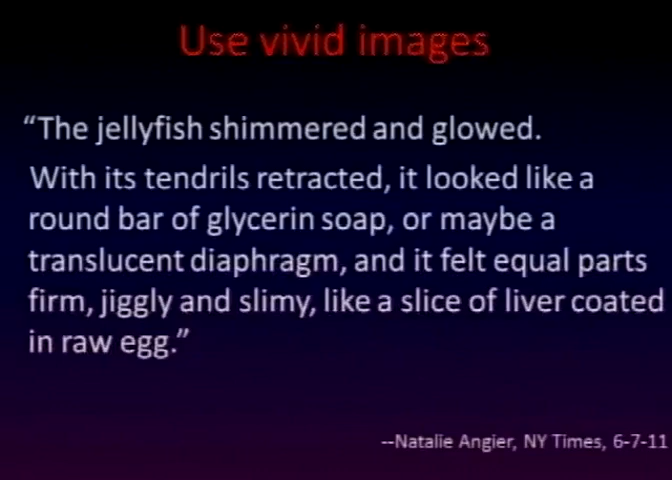 Use vivid images
“The jellyfish shimmered and glowed.
With its tendrils retracted, it looked like a
round bar of glycerin soap, or maybe a
translucent diaphragm, and it felt equal parts
firm, jiggly and slimy, like a slice of liver coated
in raw egg.”
--Natalie Angier, NY Times, 6-7-11